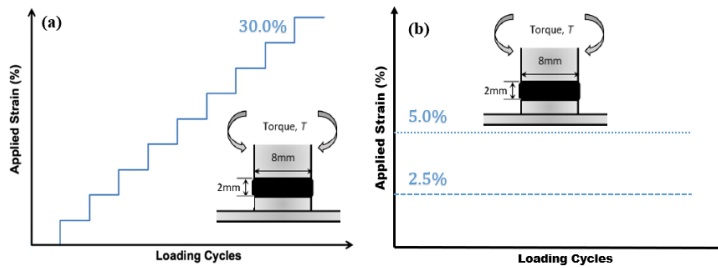 (a)
30.0%
Applied Strain (%)
Torque, T
8mm
2mm
Loading Cycles
(b)
Torque, T
8mm
2mm
5.0%
Applied Strain (%)
2.5%
Loading Cycles